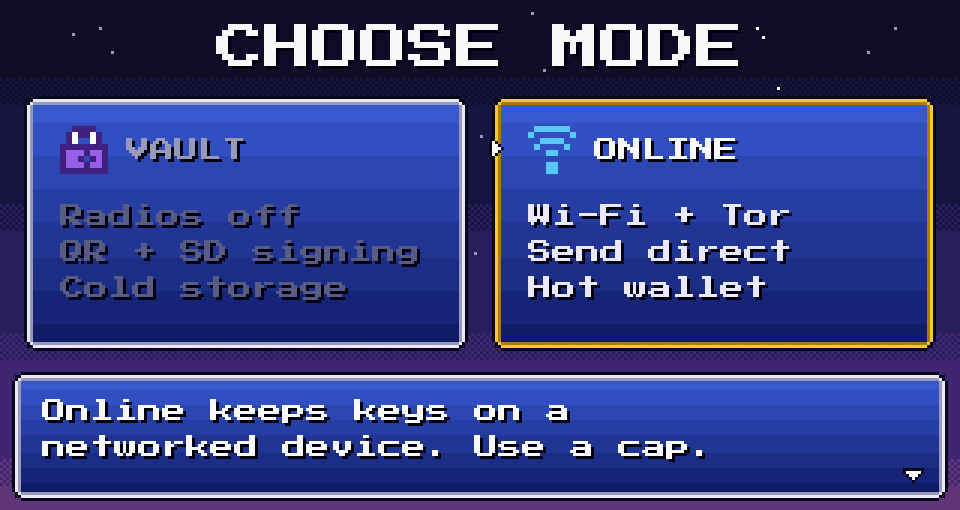 CHOOSE MODE
VAULT
Radios off
QR + SD signing
Cold storage
ONLINE
Wi-Fi + Tor
Send direct
Hot wallet
Online keeps keys on a
networked device. Use a cap.